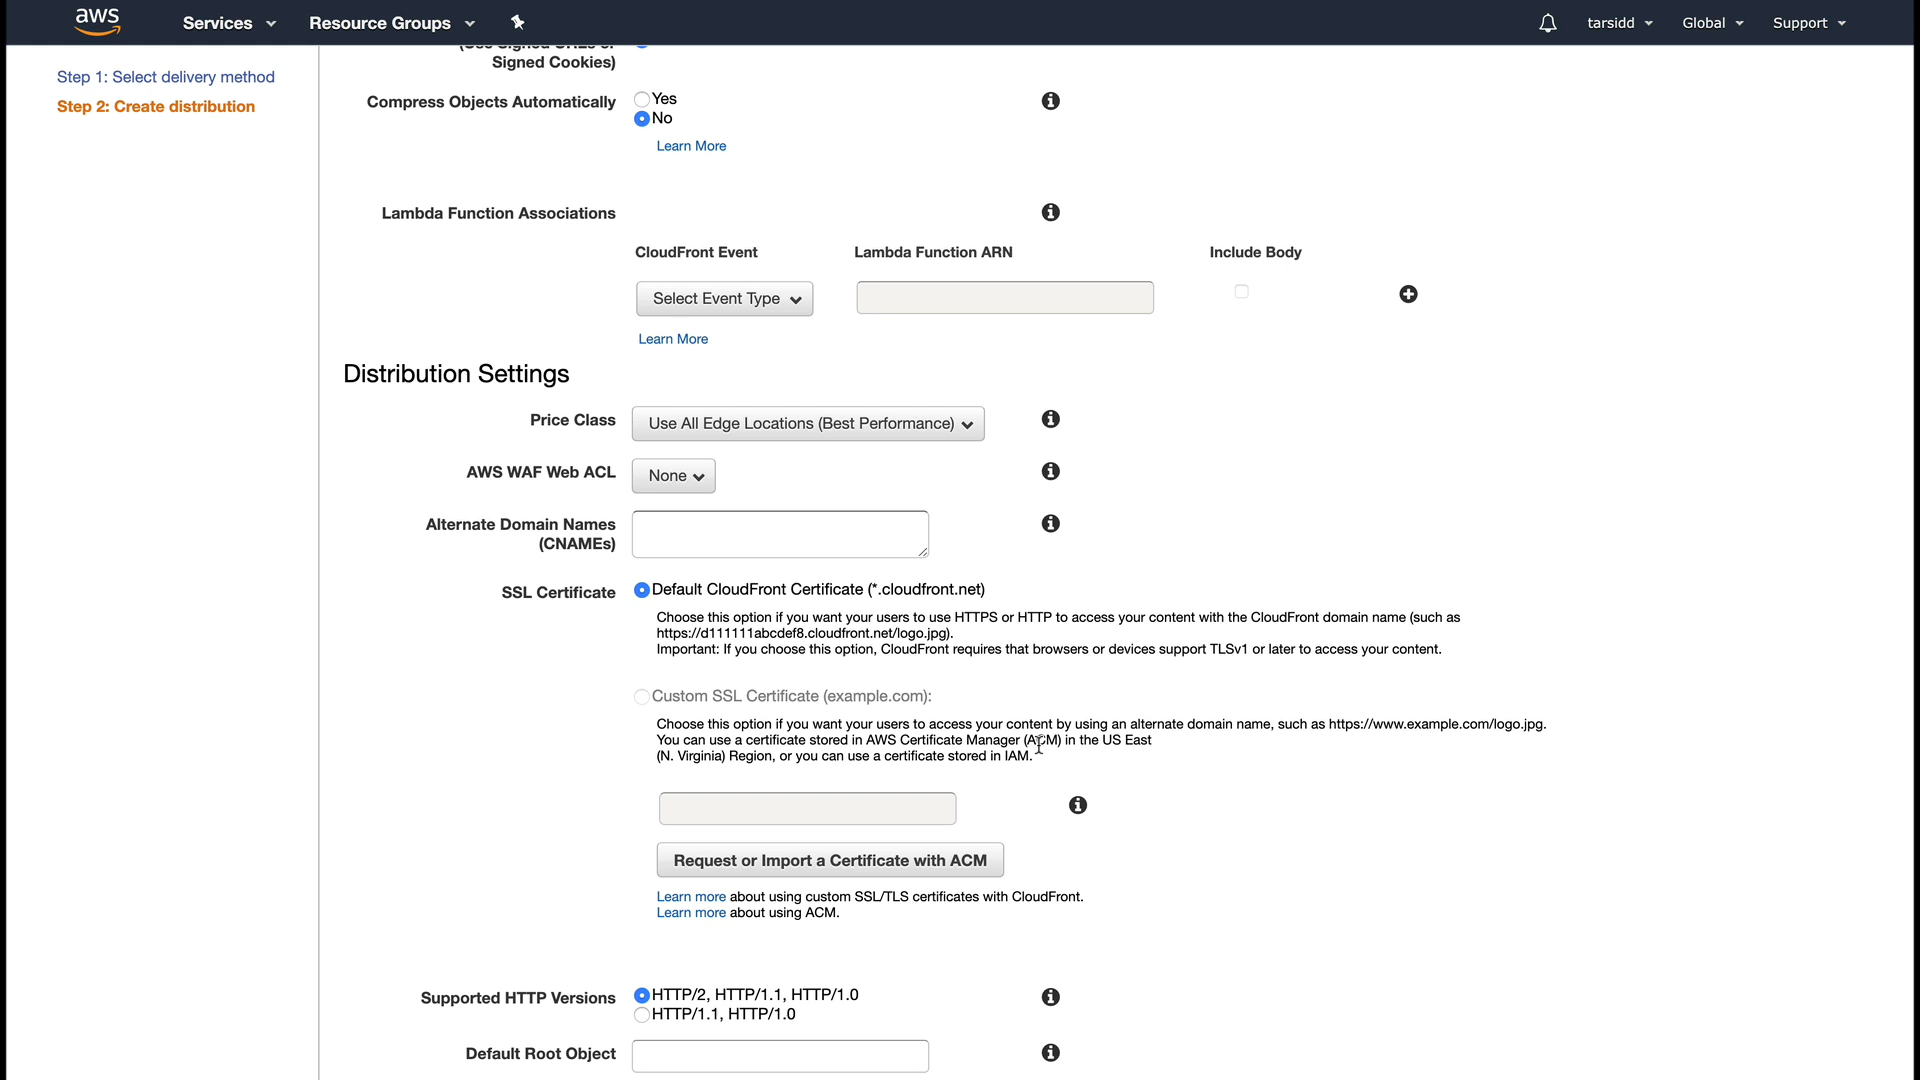 aws Services Resource Groups tarsidd Global Support
Step 1: Select delivery method
Step 2: Create distribution
(Use Signed URLs or
Signed Cookies)
Compress Objects Automatically
Yes
No
Learn More
Lambda Function Associations
CloudFront Event Lambda Function ARN Include Body
Select Event Type
Learn More
Distribution Settings
Price Class Use All Edge Locations (Best Performance)
AWS WAF Web ACL None
Alternate Domain Names
(CNAMEs)
SSL Certificate Default CloudFront Certificate (*.cloudfront.net)
Choose this option if you want your users to use HTTPS or HTTP to access your content with the CloudFront domain name (such as
https://d111111abcdef8.cloudfront.net/logo.jpg).
Important: If you choose this option, CloudFront requires that browsers or devices support TLSv1 or later to access your content.
Custom SSL Certificate (example.com):
Choose this option if you want your users to access your content by using an alternate domain name, such as https://www.example.com/logo.jpg.
You can use a certificate stored in AWS Certificate Manager (ACM) in the US East
(N. Virginia) Region, or you can use a certificate stored in IAM.
Request or Import a Certificate with ACM
Learn more about using custom SSL/TLS certificates with CloudFront.
Learn more about using ACM.
Supported HTTP Versions HTTP/2, HTTP/1.1, HTTP/1.0
HTTP/1.1, HTTP/1.0
Default Root Object